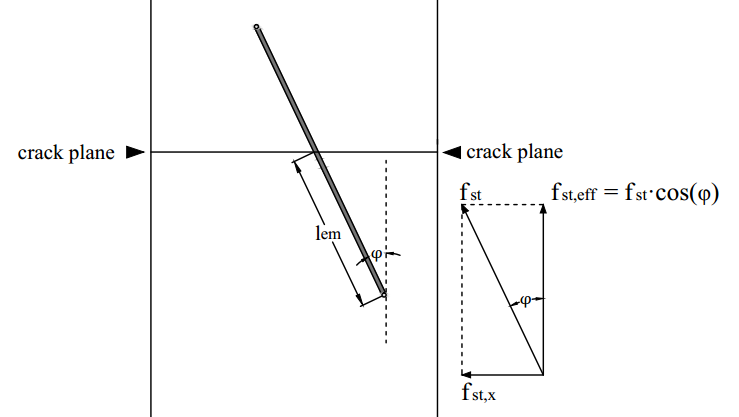 crack plane
crack plane
lem
φ
fst
fst,eff = fst·cos(φ)
φ
fst,x